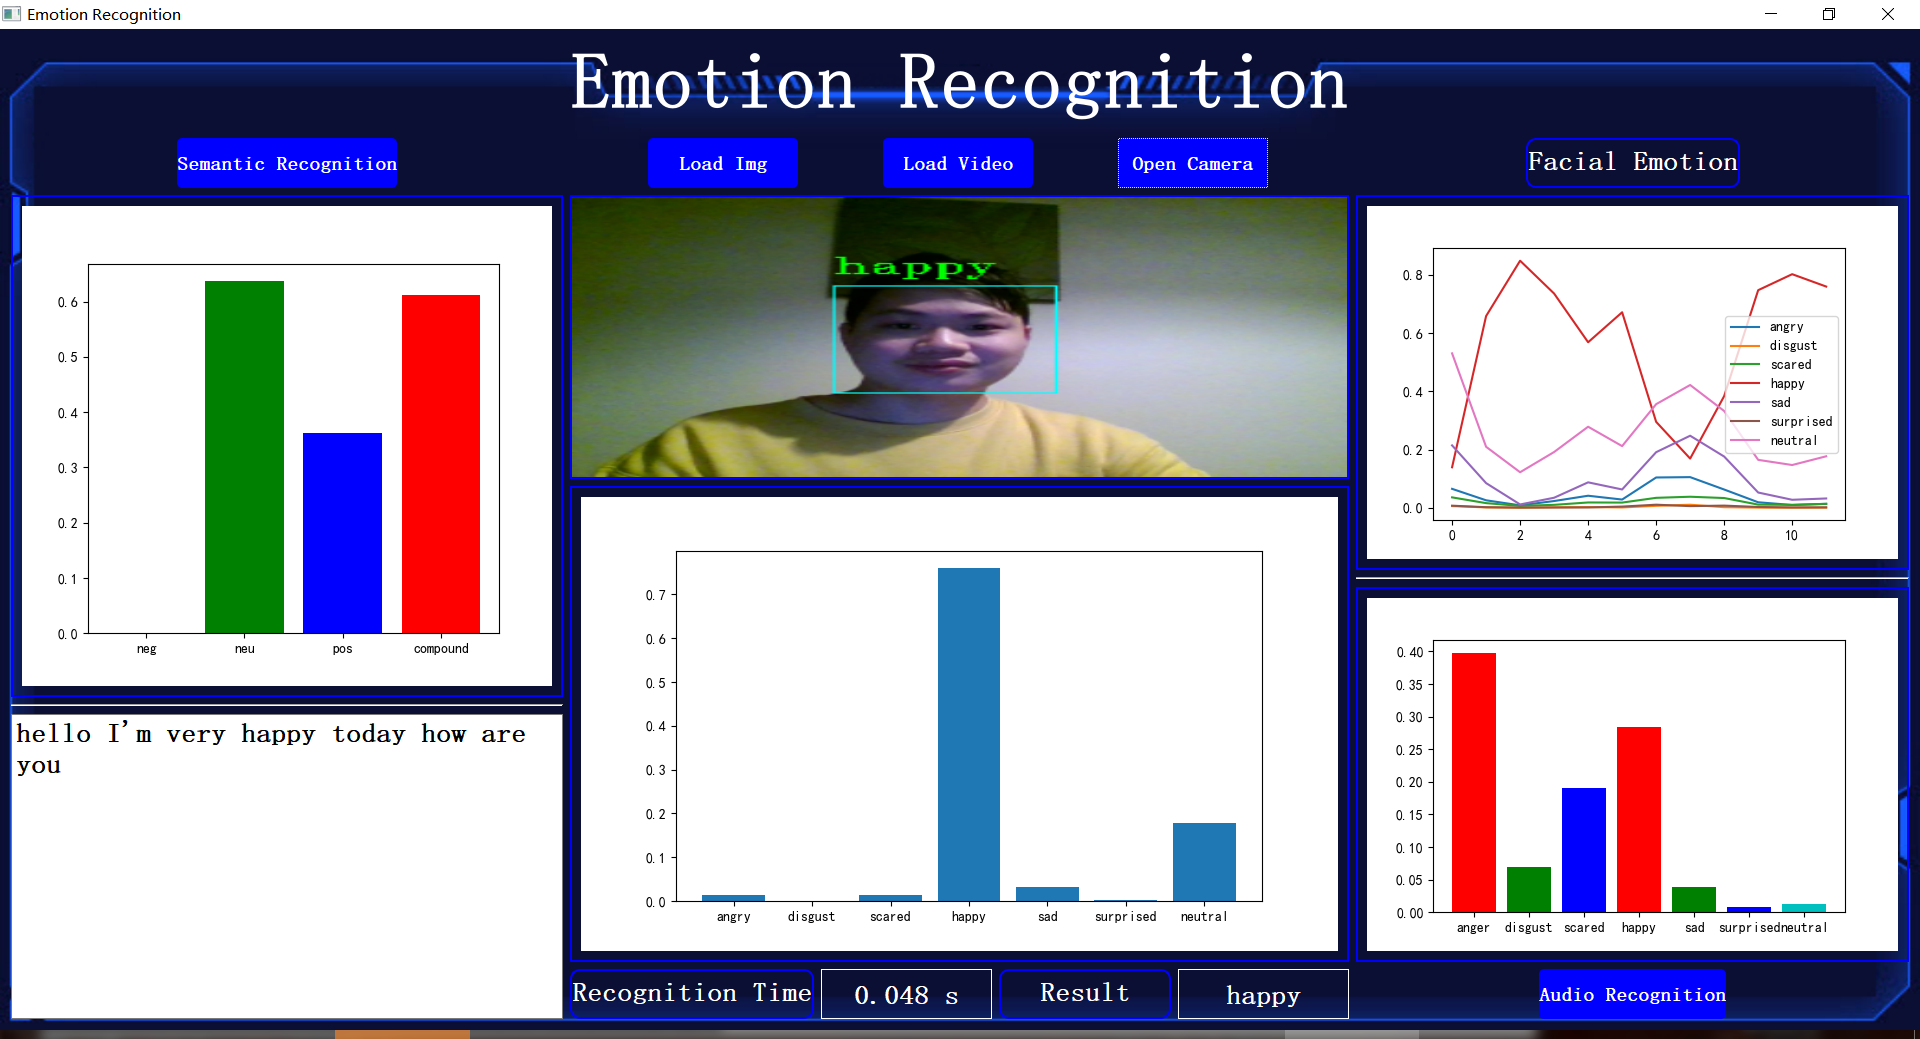 Emotion Recognition
Emotion Recognition
Semantic Recognition
Load Img
Load Video
Open Camera
Facial Emotion
0.6
0.5
0.4
0.3
0.2
0.1
0.0
neg neu pos compound
hello I'm very happy today how are
you
happy
0.7
0.6
0.5
0.4
0.3
0.2
0.1
0.0
angry disgust scared happy sad surprised neutral
Recognition Time
0.048 s
Result
happy
0.8
0.6
0.4
0.2
0.0
0 2 4 6 8 10
angry
disgust
scared
happy
sad
surprised
neutral
0.40
0.35
0.30
0.25
0.20
0.15
0.10
0.05
0.00
anger disgust scared happy sad surprised neutral
Audio Recognition